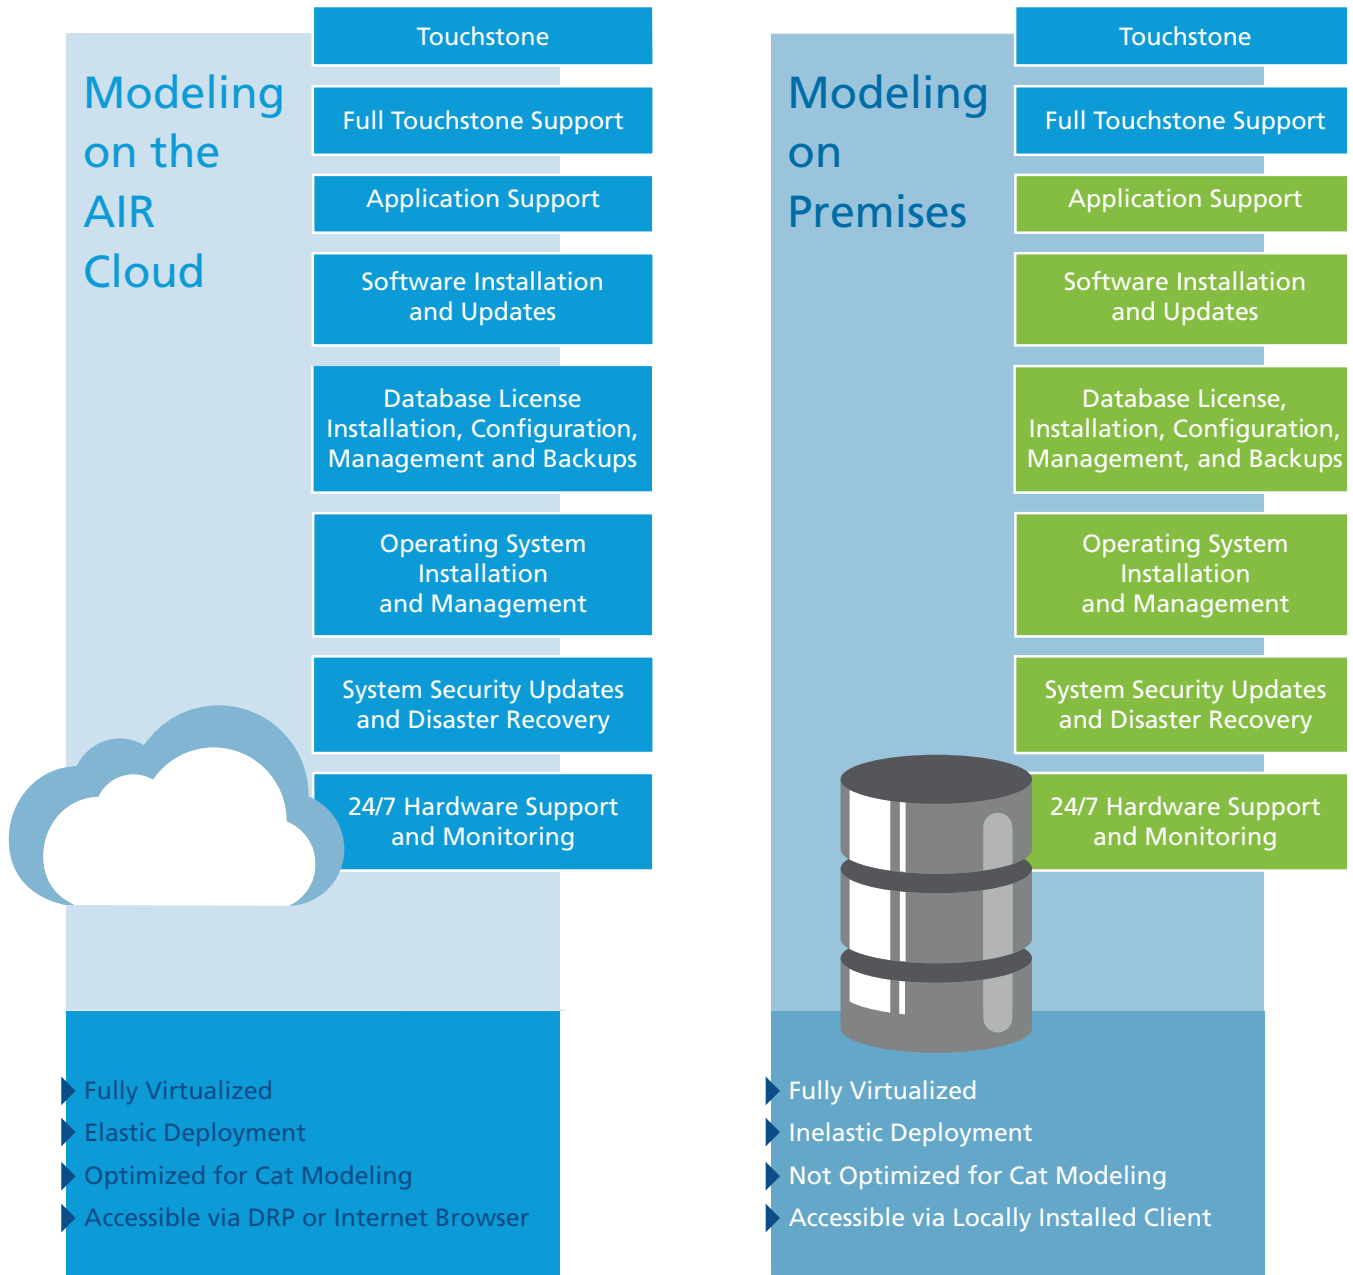 Modeling
on the
AIR
Cloud
Touchstone
Full Touchstone Support
Application Support
Software Installation
and Updates
Database License
Installation, Configuration,
Management and Backups
Operating System
Installation
and Management
System Security Updates
and Disaster Recovery
24/7 Hardware Support
and Monitoring
Fully Virtualized
Elastic Deployment
Optimized for Cat Modeling
Accessible via DRP or Internet Browser
Modeling
on
Premises
Touchstone
Full Touchstone Support
Application Support
Software Installation
and Updates
Database License,
Installation, Configuration,
Management, and Backups
Operating System
Installation
and Management
System Security Updates
and Disaster Recovery
24/7 Hardware Support
and Monitoring
Fully Virtualized
Inelastic Deployment
Not Optimized for Cat Modeling
Accessible via Locally Installed Client